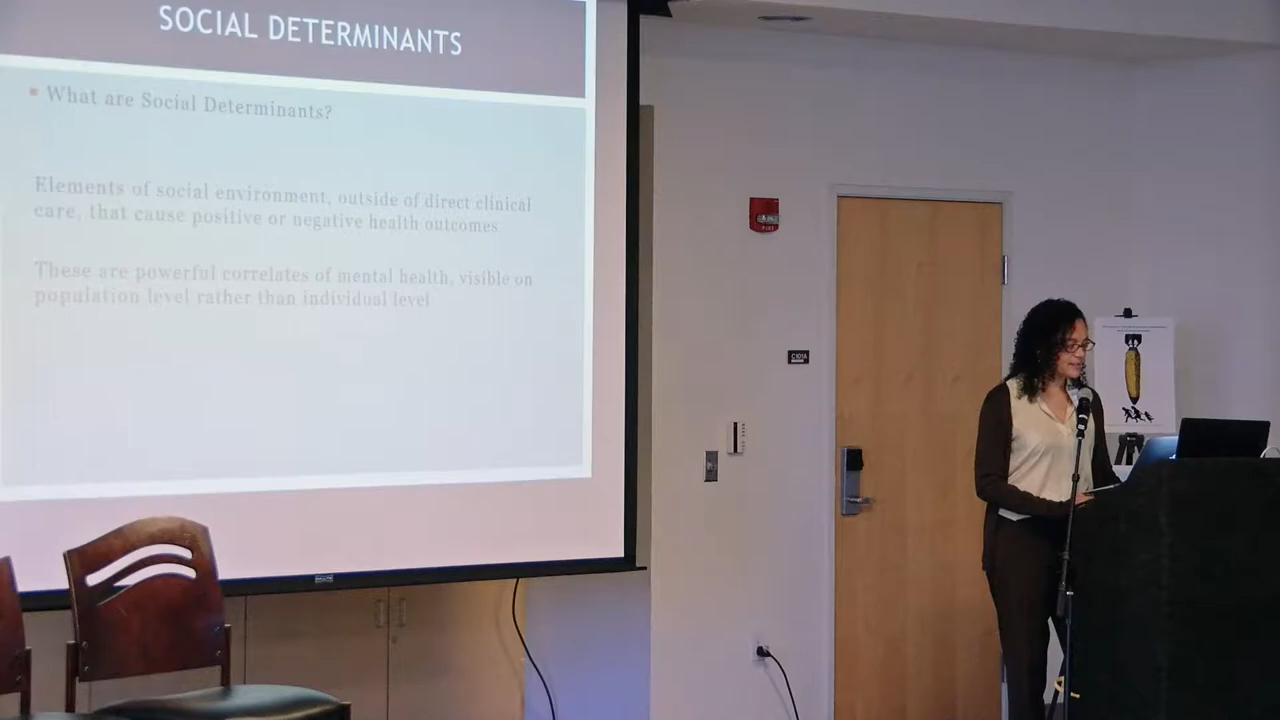 SOCIAL DETERMINANTS
What are Social Determinants?
Elements of social environment, outside of direct clinical
care, that cause positive or negative health outcomes
These are powerful correlates of mental health, visible on
population level rather than individual level
FIRE
C101A